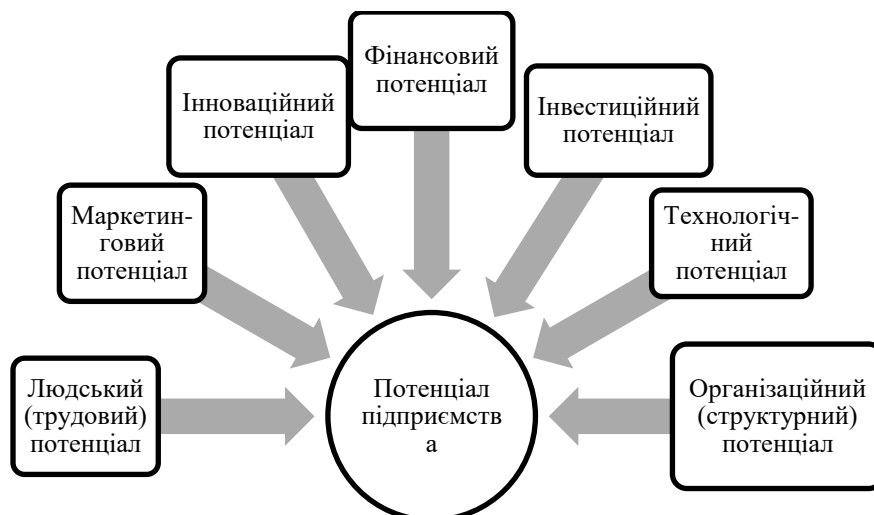 Фінансовий
потенціал
Інноваційний
потенціал
Інвестиційний
потенціал
Маркетин-
говий
потенціал
Технологіч-
ний
потенціал
Людський
(трудовий)
потенціал
Потенціал
підприємств
а
Організаційний
(структурний)
потенціал